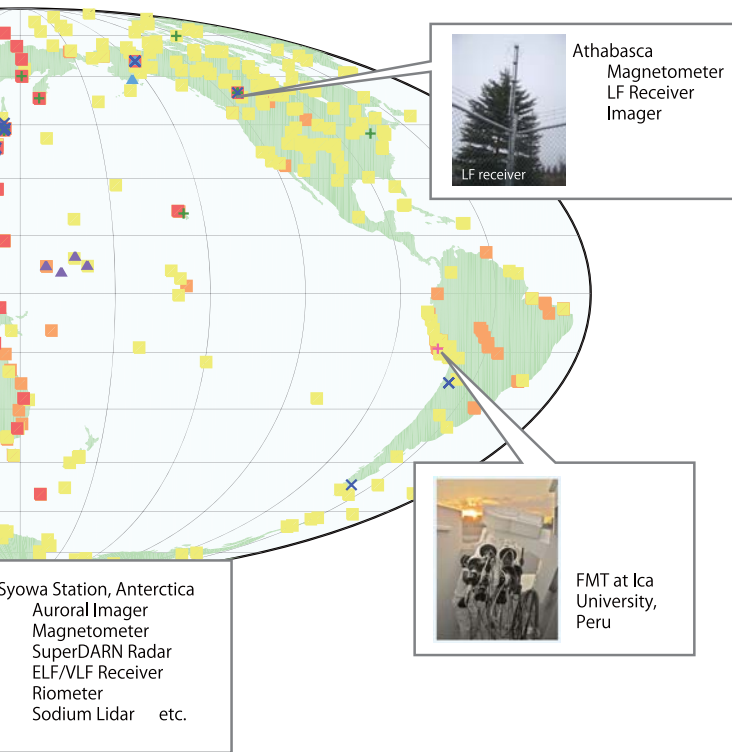 Athabasca
Magnetometer
LF Receiver
Imager
LF receiver
FMT at Ica
University,
Peru
Syowa Station, Anterctica
Auroral Imager
Magnetometer
SuperDARN Radar
ELF/VLF Receiver
Riometer
Sodium Lidar etc.